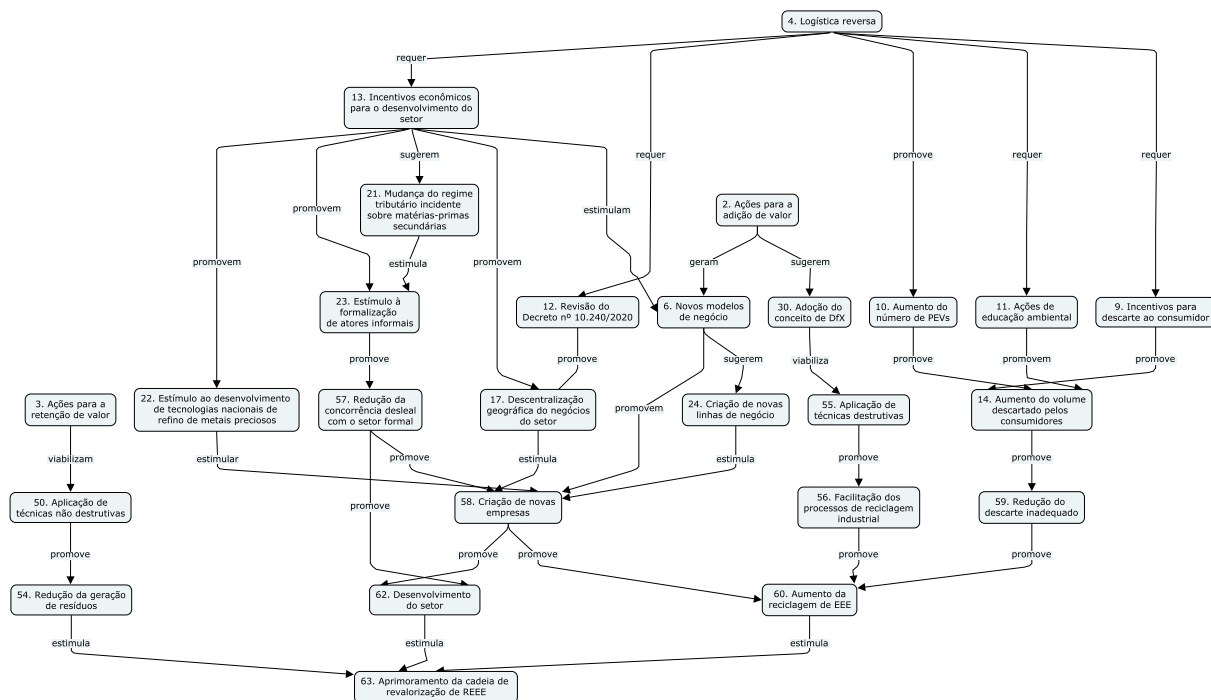 4. Logística reversa
requer
13. Incentivos econômicos
para o desenvolvimento do
setor
sugerem
requer
promove
requer
requer
21. Mudança do regime
tributário incidente
sobre matérias-primas
secundárias
promovem
estimulam
2. Ações para a
adição de valor
promovem
estimula
promovem
geram
sugerem
23. Estímulo à
formalização
de atores informais
12. Revisão do
Decreto nº 10.240/2020
6. Novos modelos
de negócio
30. Adoção do
conceito de DfX
10. Aumento do
número de PEVs
11. Ações de
educação ambiental
9. Incentivos para
descarte ao consumidor
promove
promove
sugerem
viabiliza
promove
promovem
promove
3. Ações para a
retenção de valor
22. Estímulo ao desenvolvimento
de tecnologias nacionais de
refino de metais preciosos
57. Redução da
concorrência desleal
com o setor formal
17. Descentralização
geográfica do negócios
do setor
promovem
24. Criação de novas
linhas de negócio
55. Aplicação de
técnicas destrutivas
14. Aumento do volume
descartado pelos
consumidores
viabilizam
estimular
promove
estimula
estimula
promove
promove
50. Aplicação de
técnicas não destrutivas
promove
58. Criação de novas
empresas
56. Facilitação dos
processos de reciclagem
industrial
59. Redução do
descarte inadequado
promove
promove
promove
promove
promove
54. Redução da geração
de resíduos
62. Desenvolvimento
do setor
60. Aumento da
reciclagem de EEE
estimula
estimula
estimula
63. Aprimoramento da cadeia de
revalorização de REEE